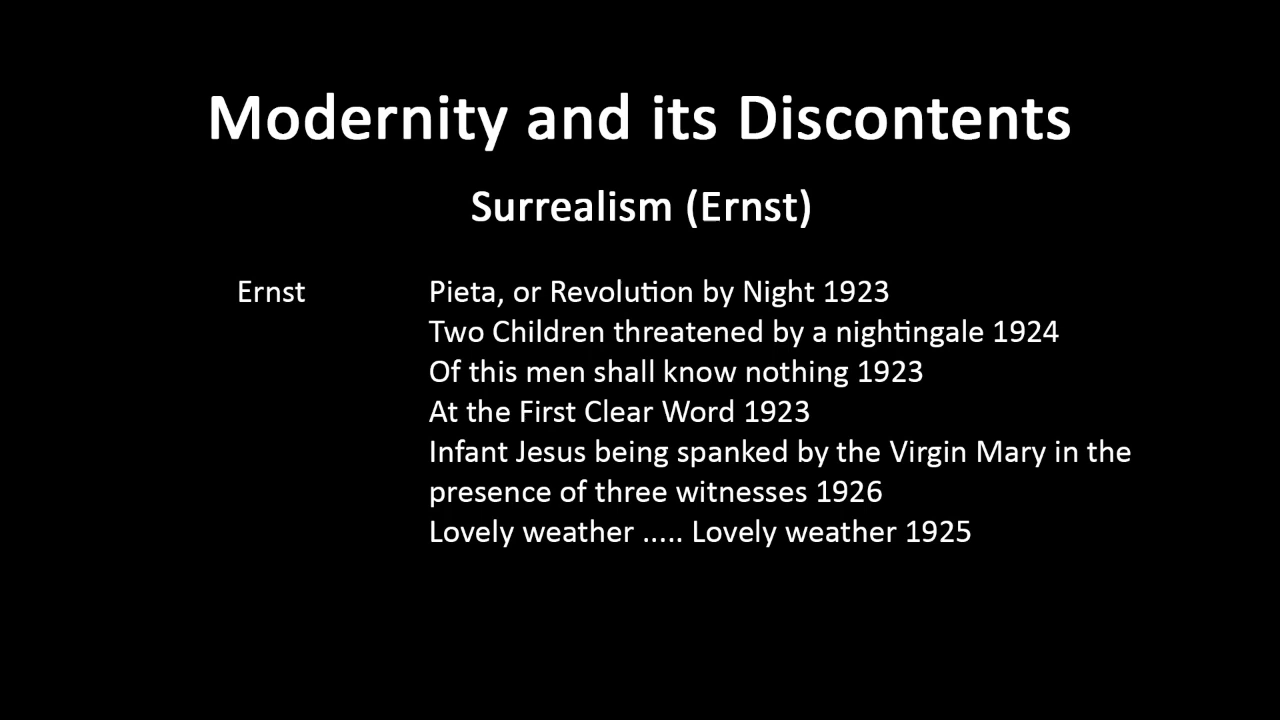 Modernity and its Discontents
Surrealism (Ernst)
Ernst Pieta, or Revolution by Night 1923
Two Children threatened by a nightingale 1924
Of this men shall know nothing 1923
At the First Clear Word 1923
Infant Jesus being spanked by the Virgin Mary in the
presence of three witnesses 1926
Lovely weather ..... Lovely weather 1925